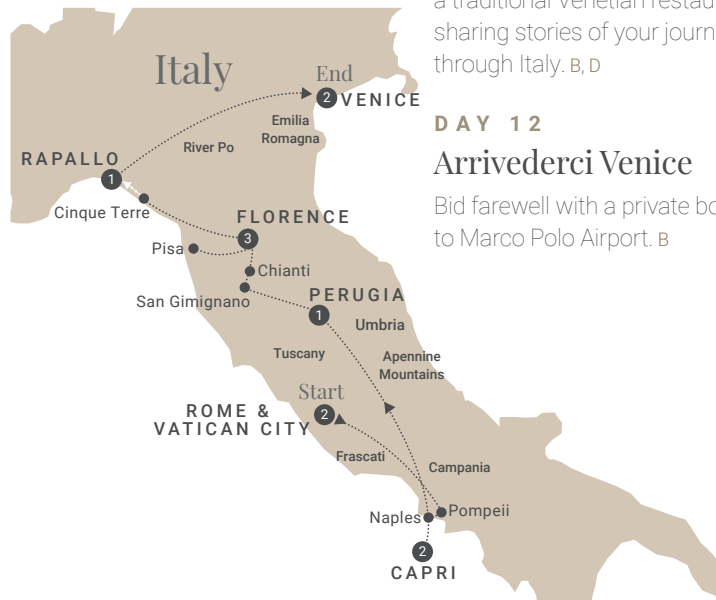 Italy
End
2 VENICE
Emilia
Romagna
River Po
RAPALLO
1
Cinque Terre
FLORENCE
3
Pisa
Chianti
San Gimignano
PERUGIA
1
Umbria
Tuscany
Apennine
Mountains
Start
ROME &
VATICAN CITY
2
Frascati
Campania
Naples
Pompeii
2
CAPRI
a traditional Venetian
sharing stories of your
through Italy. B, D
DAY 12
Arrivederci Venice
Bid farewell with a private
to Marco Polo Airport. B